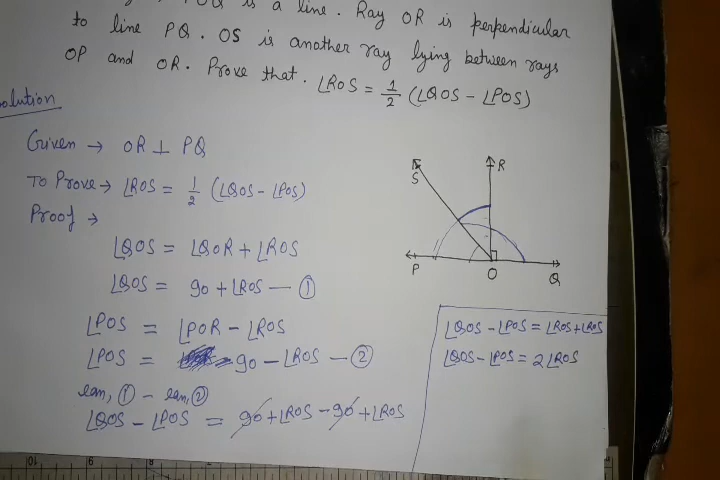 is a line. Ray OR is perpendicular
to line PQ. OS is another ray lying between rays
OP and OR. Prove that. ∠ROS = 1/2 (∠QOS - ∠POS)
olution
Given → OR ⊥ PQ
To Prove → ∠ROS = 1/2 (∠QOS - ∠POS)
Proof →
∠QOS = ∠QOR + ∠ROS
∠QOS = 90 + ∠ROS — ①
∠POS = ∠POR - ∠ROS
∠POS = 90 - ∠ROS — ②
eqn, ① - eqn, ②
∠QOS - ∠POS = 90 + ∠ROS - 90 + ∠ROS
S
R
P
O
Q
∠QOS - ∠POS = ∠ROS + ∠ROS
∠QOS - ∠POS = 2∠ROS
01
9
8